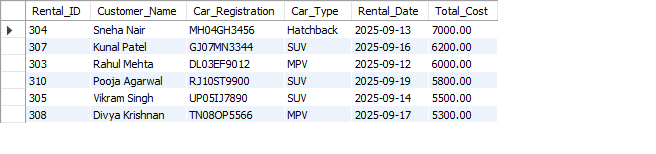 Rental_ID Customer_Name Car_Registration Car_Type Rental_Date Total_Cost
304 Sneha Nair MH04GH3456 Hatchback 2025-09-13 7000.00
307 Kunal Patel GJ07MN3344 SUV 2025-09-16 6200.00
303 Rahul Mehta DL03EF9012 MPV 2025-09-12 6000.00
310 Pooja Agarwal RJ10ST9900 SUV 2025-09-19 5800.00
305 Vikram Singh UP05IJ7890 SUV 2025-09-14 5500.00
308 Divya Krishnan TN08OP5566 MPV 2025-09-17 5300.00